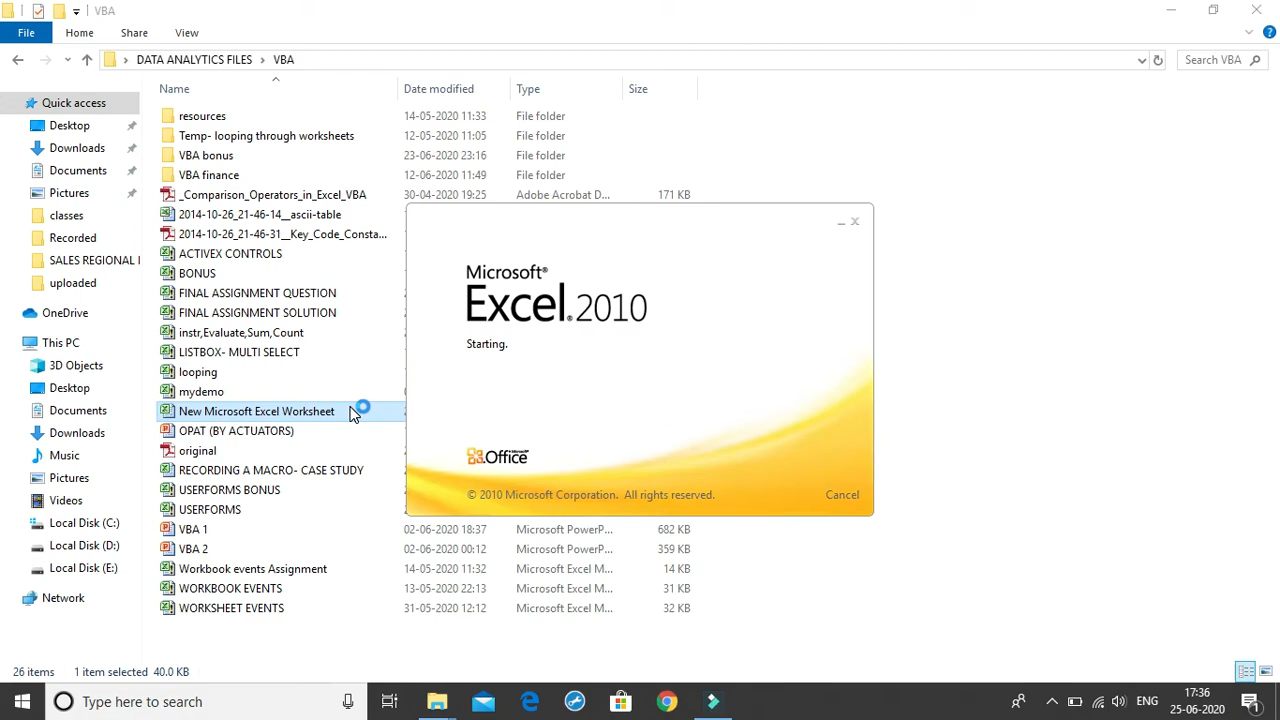 VBA
File Home Share View
DATA ANALYTICS FILES > VBA Search VBA
Name Date modified Type Size
Quick access
Desktop
Downloads
Documents
Pictures
classes
Recorded
SALES REGIONAL
uploaded
OneDrive
This PC
3D Objects
Desktop
Documents
Downloads
Music
Pictures
Videos
Local Disk (C:)
Local Disk (D:)
Local Disk (E:)
Network
resources 14-05-2020 11:33 File folder
Temp- looping through worksheets 12-05-2020 11:05 File folder
VBA bonus 23-06-2020 23:16 File folder
VBA finance 12-06-2020 11:49 File folder
_Comparison_Operators_in_Excel_VBA 30-04-2020 19:25 Adobe Acrobat D... 171 KB
2014-10-26_21-46-14__ascii-table
2014-10-26_21-46-31__Key_Code_Consta...
ACTIVEX CONTROLS
BONUS
FINAL ASSIGNMENT QUESTION
FINAL ASSIGNMENT SOLUTION
instr,Evaluate,Sum,Count
LISTBOX- MULTI SELECT
looping
mydemo
New Microsoft Excel Worksheet
OPAT (BY ACTUATORS)
original
RECORDING A MACRO- CASE STUDY
USERFORMS BONUS
USERFORMS
VBA 1 02-06-2020 18:37 Microsoft PowerP... 682 KB
VBA 2 02-06-2020 00:12 Microsoft PowerP... 359 KB
Workbook events Assignment 14-05-2020 11:32 Microsoft Excel M... 14 KB
WORKBOOK EVENTS 13-05-2020 22:13 Microsoft Excel M... 31 KB
WORKSHEET EVENTS 31-05-2020 12:12 Microsoft Excel M... 32 KB
Microsoft®
Excel® 2010
Starting.
Microsoft®
Office
© 2010 Microsoft Corporation. All rights reserved. Cancel
26 items 1 item selected 40.0 KB
Type here to search
ENG
17:36
25-06-2020
1